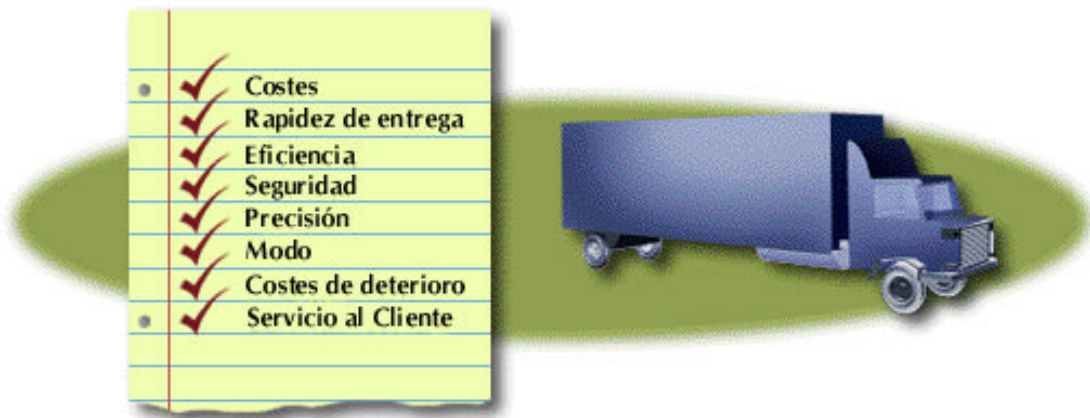 Costes
Rapidez de entrega
Eficiencia
Seguridad
Precisión
Modo
Costes de deterioro
Servicio al Cliente